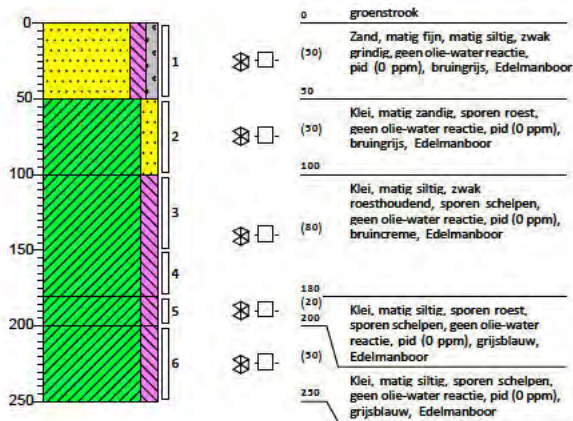 0
50
100
150
200
250
1
2
3
4
5
6
0 groenstrook
(50) Zand, matig fijn, matig siltig, zwak
grindig, geen olie-water reactie,
pid (0 ppm), bruingrijs, Edelmanboor
50
(50) Klei, matig zandig, sporen roest,
geen olie-water reactie, pid (0 ppm),
bruingrijs, Edelmanboor
100
(80) Klei, matig siltig, zwak
roesthoudend, sporen schelpen,
geen olie-water reactie, pid (0 ppm),
bruincreme, Edelmanboor
180
(20) Klei, matig siltig, sporen roest,
sporen schelpen, geen olie-water
reactie, pid (0 ppm), grijsblauw,
Edelmanboor
200
(50) Klei, matig siltig, sporen schelpen,
geen olie-water reactie, pid (0 ppm),
grijsblauw, Edelmanboor
250